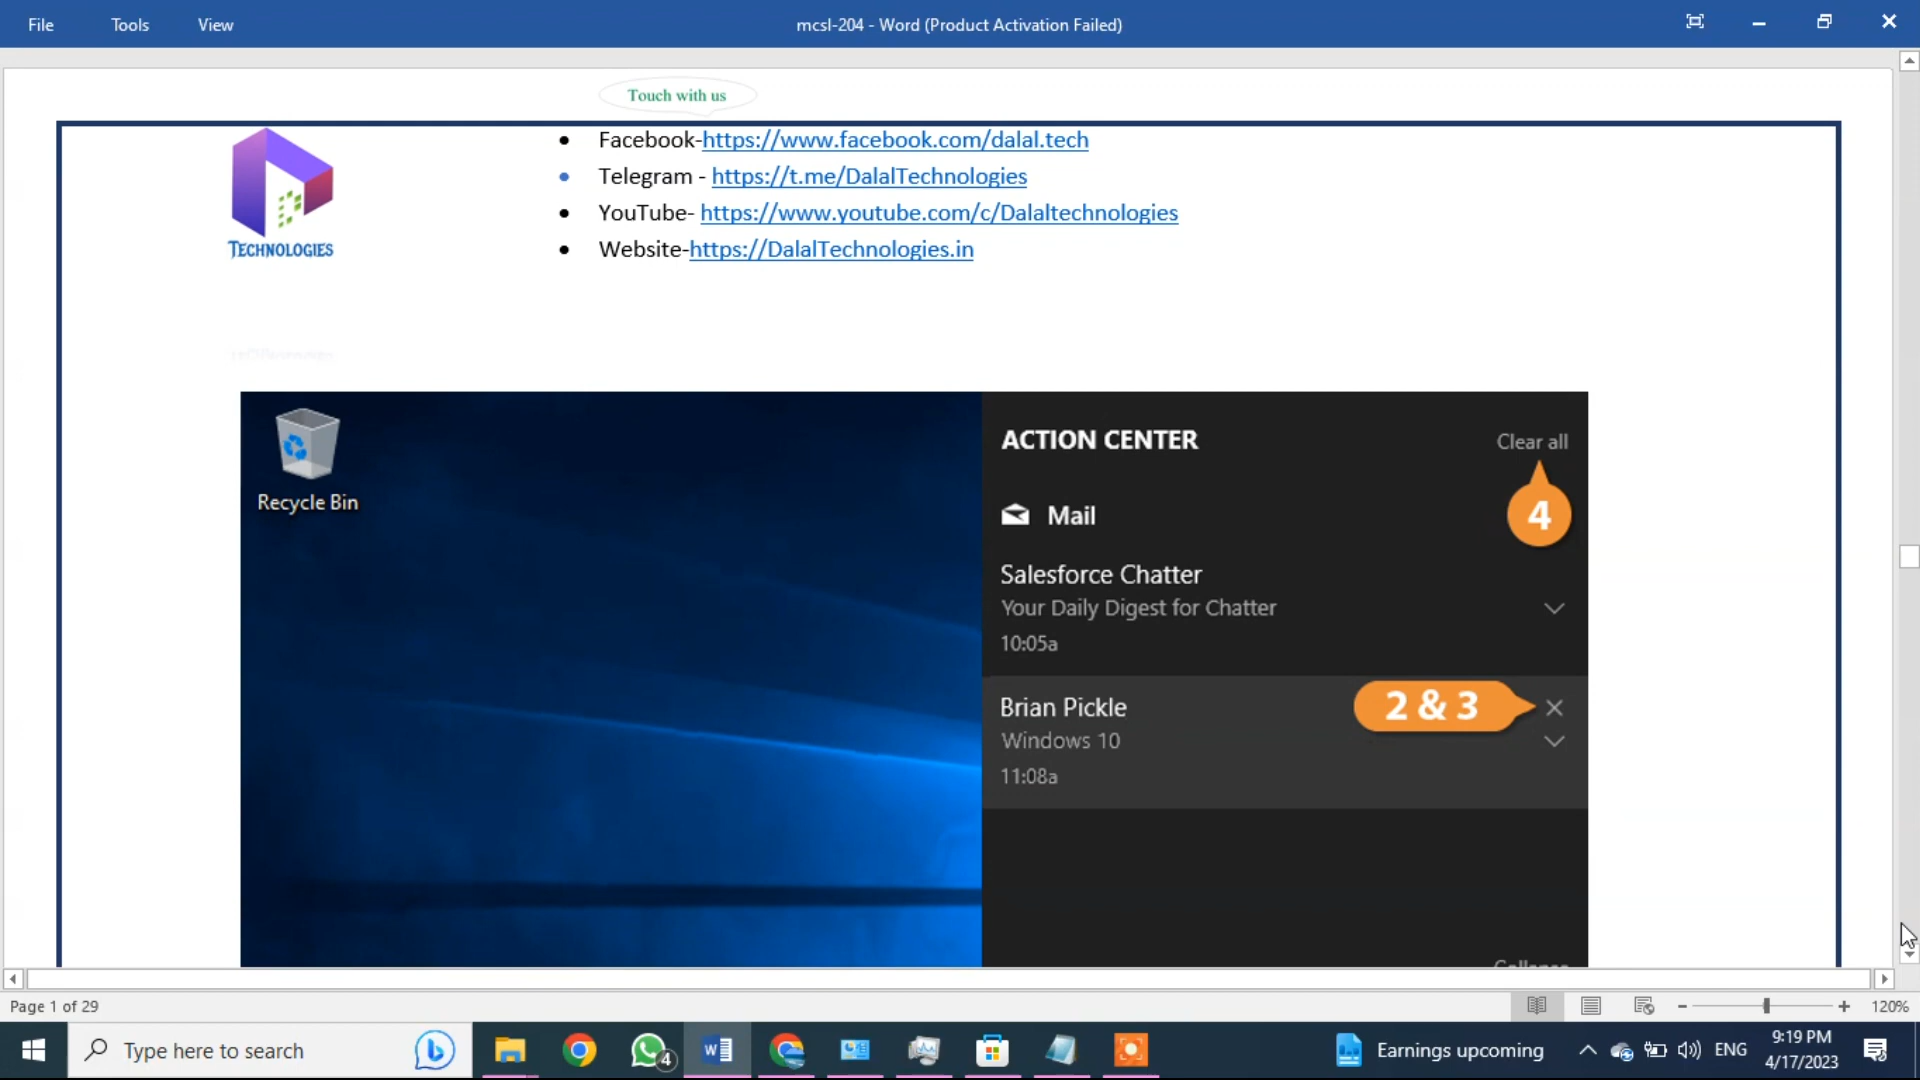 File Tools View mcsl-204 - Word (Product Activation Failed)
Touch with us
• Facebook-https://www.facebook.com/dalal.tech
• Telegram - https://t.me/DalalTechnologies
• YouTube- https://www.youtube.com/c/Dalaltechnologies
• Website-https://DalalTechnologies.in
TECHNOLOGIES
Recycle Bin
ACTION CENTER Clear all
4
Mail
Salesforce Chatter
Your Daily Digest for Chatter
10:05a
Brian Pickle 2 & 3
Windows 10
11:08a
Page 1 of 29 120%
Type here to search
4
Earnings upcoming ENG
9:19 PM
4/17/2023